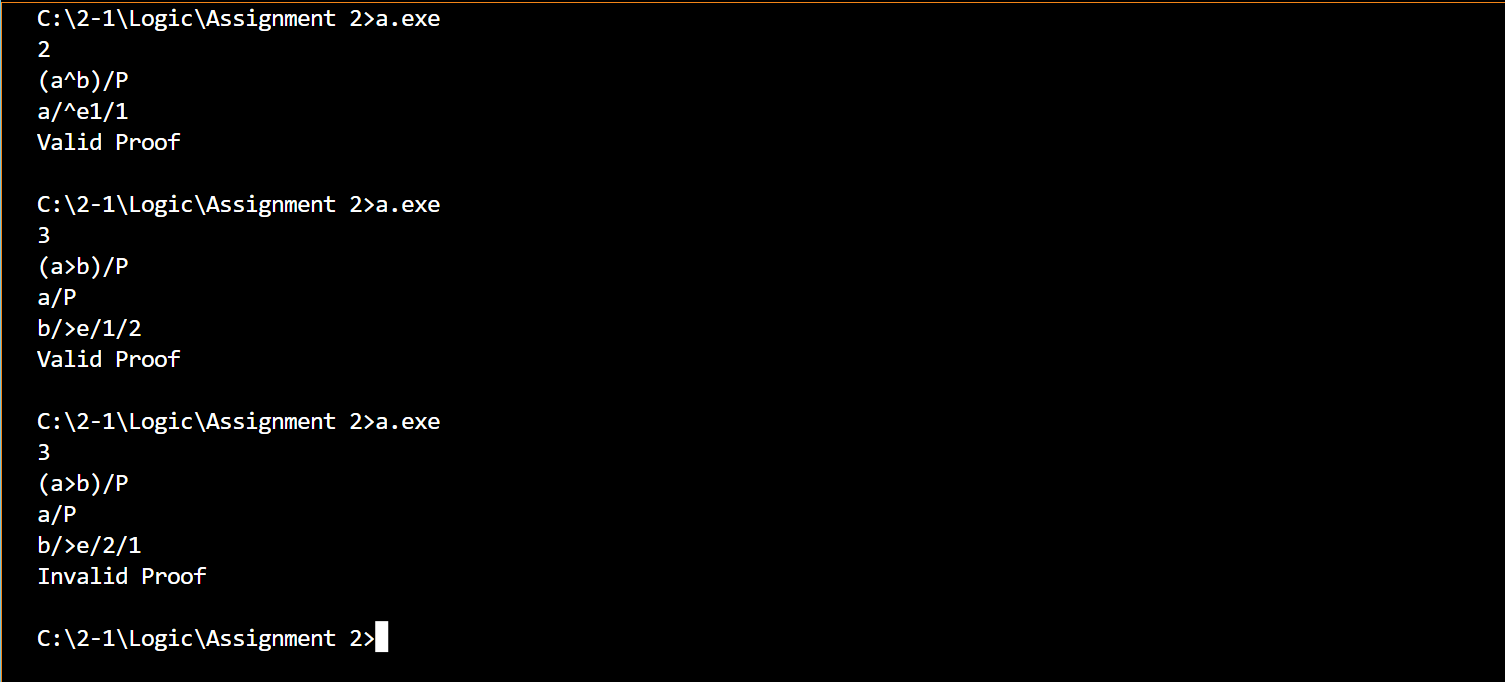 C:\2-1\Logic\Assignment 2>a.exe
2
(a^b)/P
a/^e1/1
Valid Proof
C:\2-1\Logic\Assignment 2>a.exe
3
(a>b)/P
a/P
b/>e/1/2
Valid Proof
C:\2-1\Logic\Assignment 2>a.exe
3
(a>b)/P
a/P
b/>e/2/1
Invalid Proof
C:\2-1\Logic\Assignment 2>